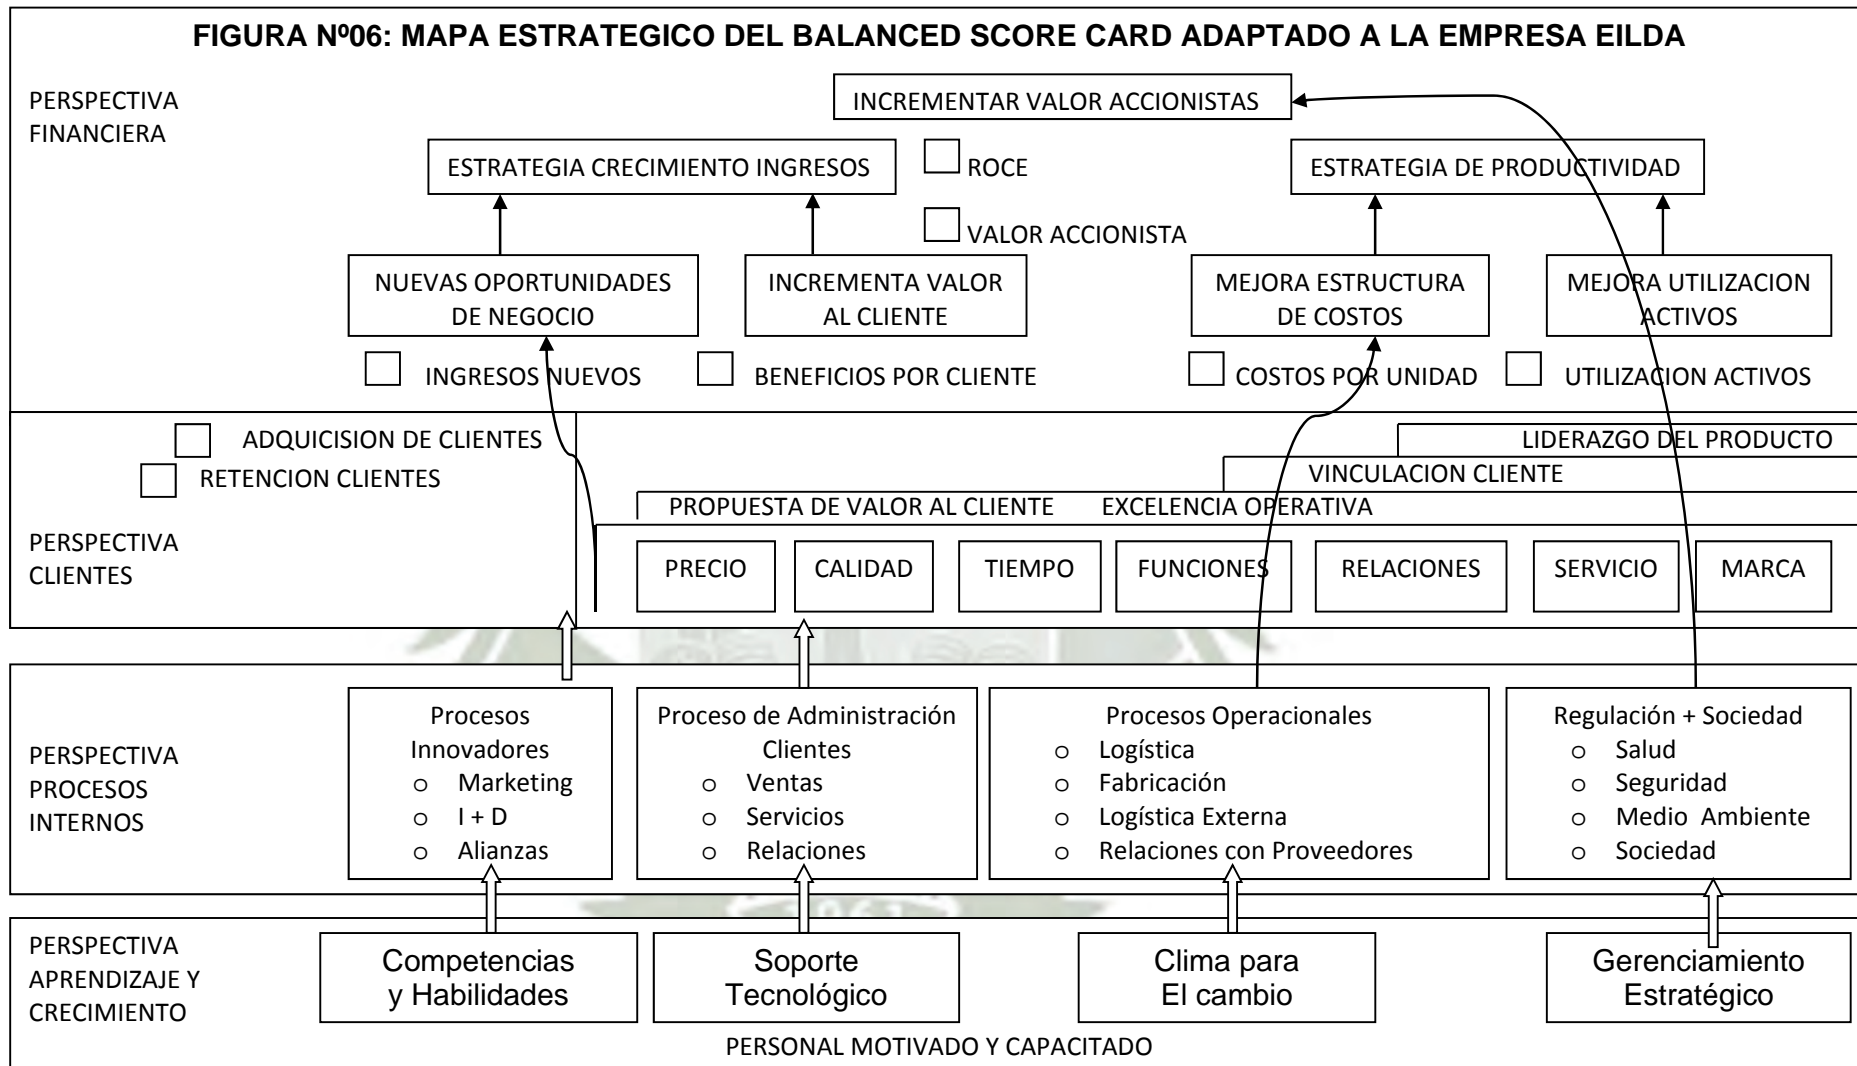 FIGURA Nº06: MAPA ESTRATEGICO DEL BALANCED SCORE CARD ADAPTADO A LA EMPRESA EILDA
PERSPECTIVA
FINANCIERA
INCREMENTAR VALOR ACCIONISTAS
ESTRATEGIA CRECIMIENTO INGRESOS
ROCE
ESTRATEGIA DE PRODUCTIVIDAD
VALOR ACCIONISTA
NUEVAS OPORTUNIDADES
DE NEGOCIO
INCREMENTA VALOR
AL CLIENTE
MEJORA ESTRUCTURA
DE COSTOS
MEJORA UTILIZACION
ACTIVOS
INGRESOS NUEVOS
BENEFICIOS POR CLIENTE
COSTOS POR UNIDAD
UTILIZACION ACTIVOS
ADQUICISION DE CLIENTES
RETENCION CLIENTES
PERSPECTIVA
CLIENTES
LIDERAZGO DEL PRODUCTO
VINCULACION CLIENTE
PROPUESTA DE VALOR AL CLIENTE EXCELENCIA OPERATIVA
PRECIO
CALIDAD
TIEMPO
FUNCIONES
RELACIONES
SERVICIO
MARCA
PERSPECTIVA
PROCESOS
INTERNOS
Procesos
Innovadores
o Marketing
o I + D
o Alianzas
Proceso de Administración
Clientes
o Ventas
o Servicios
o Relaciones
Procesos Operacionales
o Logística
o Fabricación
o Logística Externa
o Relaciones con Proveedores
Regulación + Sociedad
o Salud
o Seguridad
o Medio Ambiente
o Sociedad
1961
PERSPECTIVA
APRENDIZAJE Y
CRECIMIENTO
Competencias
y Habilidades
Soporte
Tecnológico
Clima para
El cambio
Gerenciamiento
Estratégico
PERSONAL MOTIVADO Y CAPACITADO